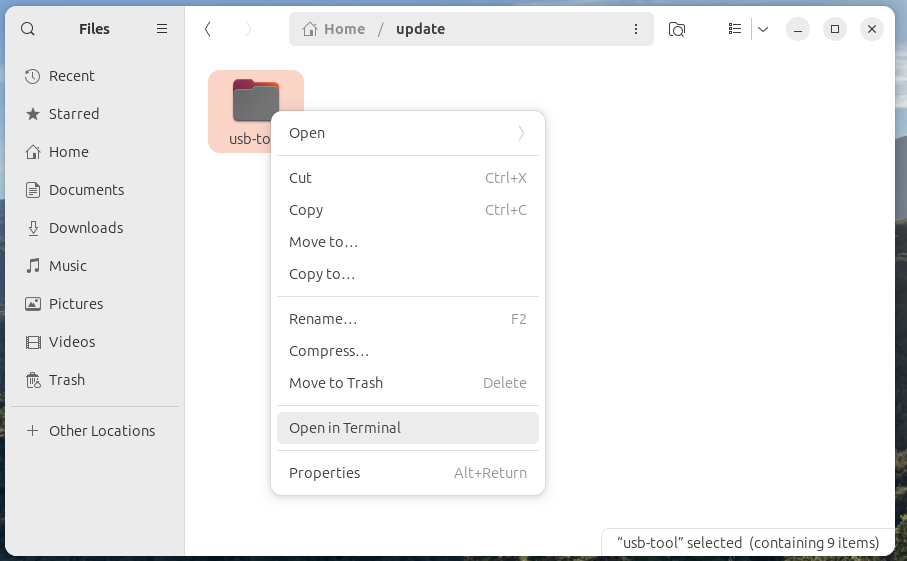 Files
Home / update
Recent
Starred
Home
Documents
Downloads
Music
Pictures
Videos
Trash
Other Locations
Open
Cut Ctrl+X
Copy Ctrl+C
Move to…
Copy to…
Rename… F2
Compress…
Move to Trash Delete
Open in Terminal
Properties Alt+Return
“usb-tool” selected (containing 9 items)